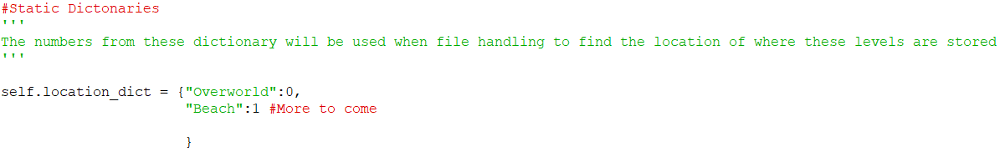 #Static Dictonaries
'''
The numbers from these dictionary will be used when file handling to find the location of where these levels are stored
'''
self.location_dict = {"Overworld":0,
"Beach":1 #More to come
}